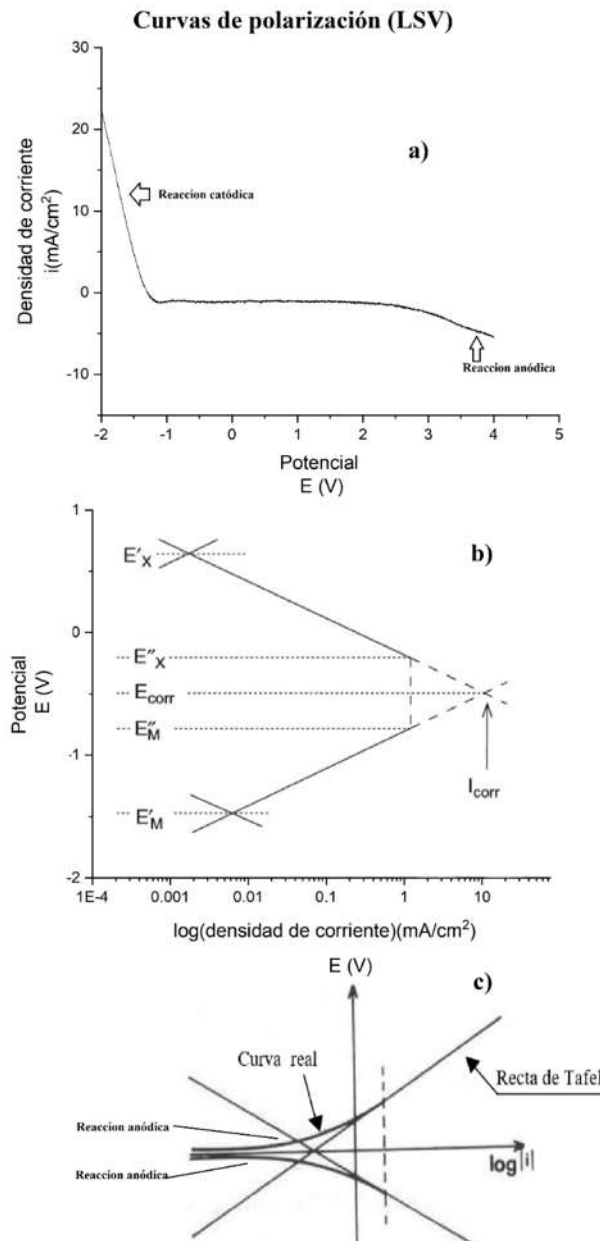 Curvas de polarización (LSV)
30
20
10
0
-10
Densidad de corriente
i(mA/cm²)
a)
Reaccion catódica
Reaccion anódica
-2 -1 0 1 2 3 4 5
Potencial
E (V)
1
0
-1
-2
Potencial
E (V)
b)
E'x
E"x
Ecorr
E"M
E'M
Icorr
1E-4 0.001 0.01 0.1 1 10
log(densidad de corriente)(mA/cm²)
E (V)
c)
Curva real
Recta de Tafel
Reaccion anódica
log|i|
Reaccion anódica